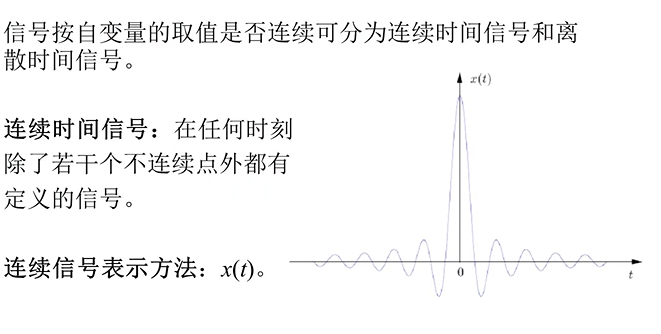 信号按自变量的取值是否连续可分为连续时间信号和离
散时间信号。
x(t)
连续时间信号：在任何时刻
除了若干个不连续点外都有
定义的信号。
连续信号表示方法：x(t)。
0
t